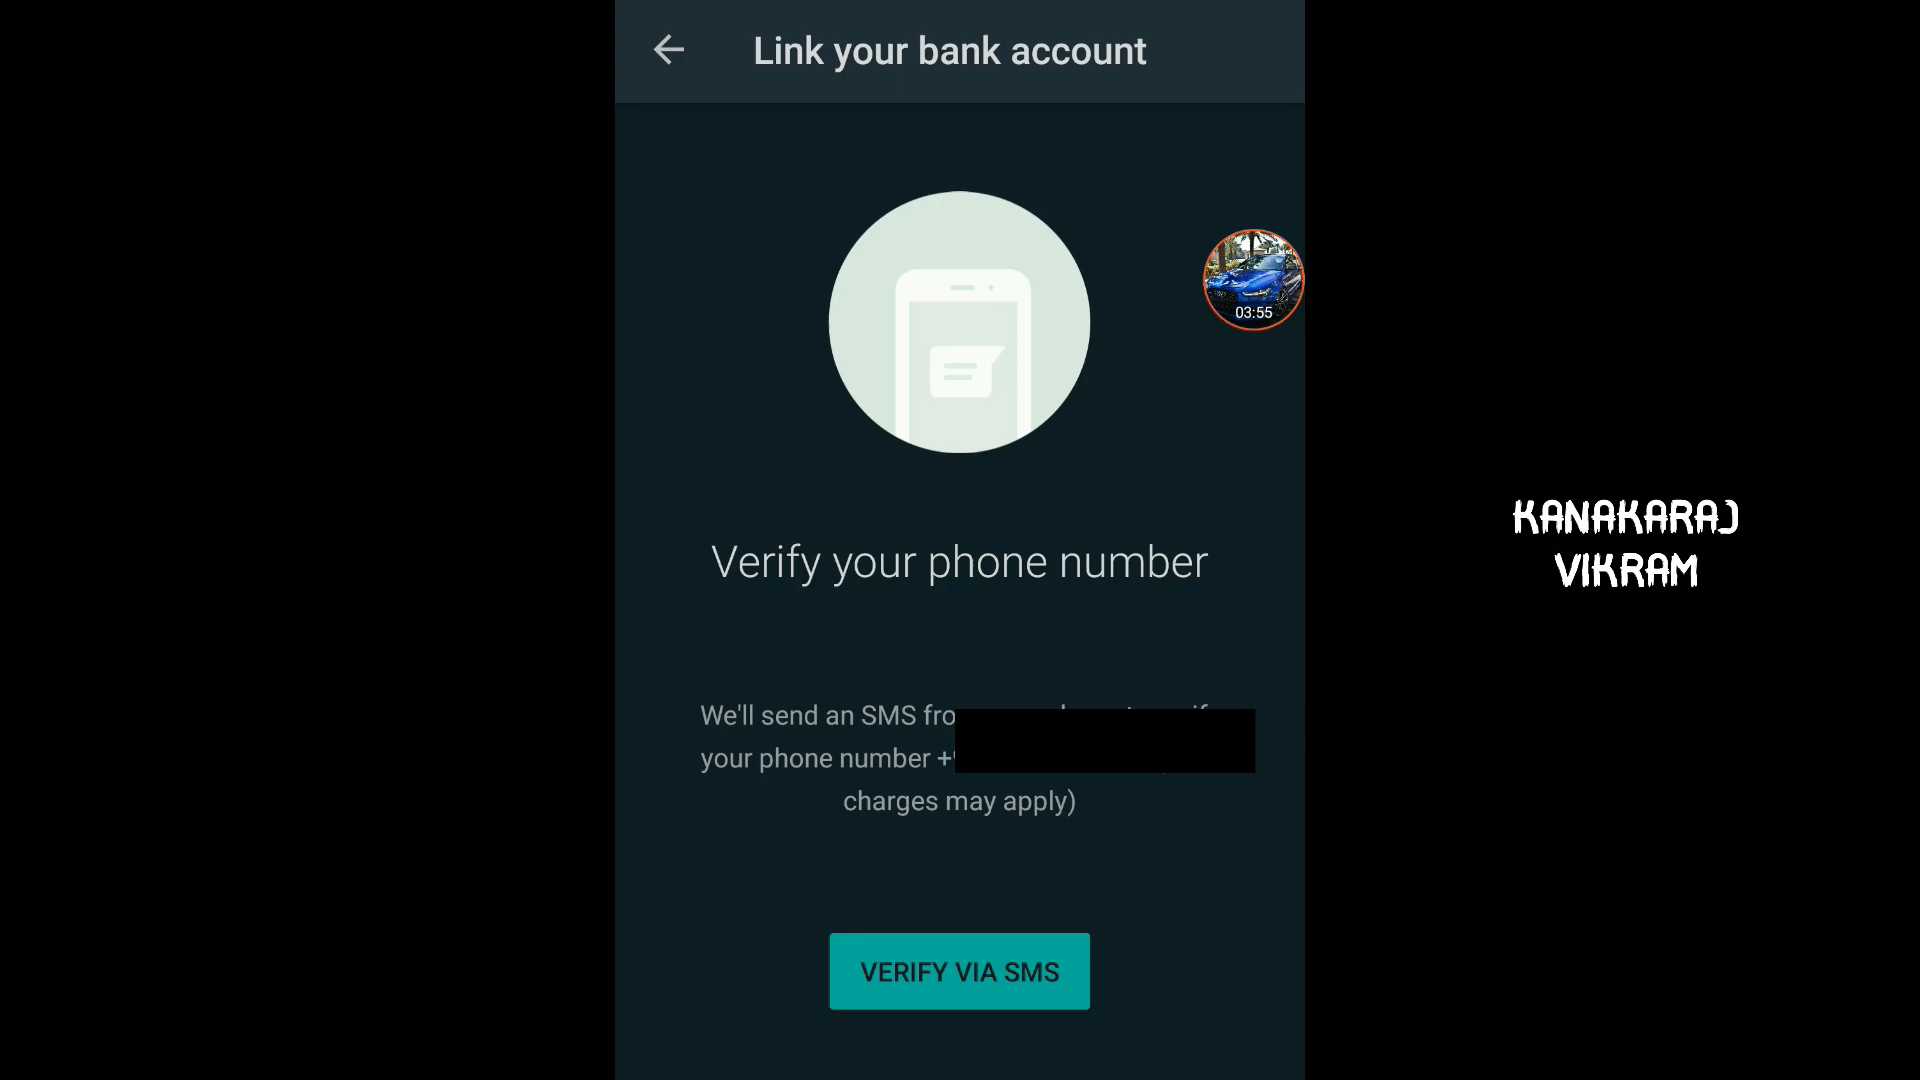 Link your bank account
03:55
KANAKARAJ
VIKRAM
Verify your phone number
We'll send an SMS
your phone number
charges may apply)
VERIFY VIA SMS